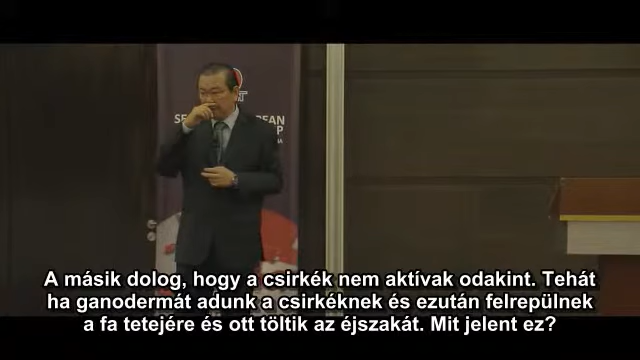 A másik dolog, hogy a csirkék nem aktívak odakint. Tehát
ha ganodermát adunk a csirkéknek és ezután felrepülnek
a fa tetejére és ott töltik az éjszakát. Mit jelent ez?